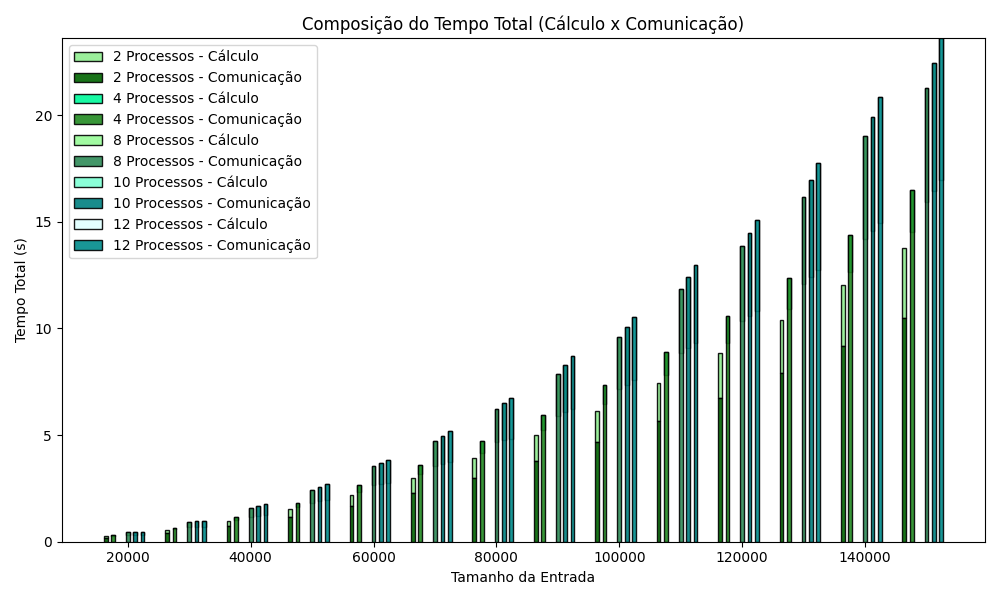 Composição do Tempo Total (Cálculo x Comunicação)
2 Processos - Cálculo
2 Processos - Comunicação
4 Processos - Cálculo
4 Processos - Comunicação
8 Processos - Cálculo
8 Processos - Comunicação
10 Processos - Cálculo
10 Processos - Comunicação
12 Processos - Cálculo
12 Processos - Comunicação
Tempo Total (s)
20
15
10
5
0
20000 40000 60000 80000 100000 120000 140000
Tamanho da Entrada